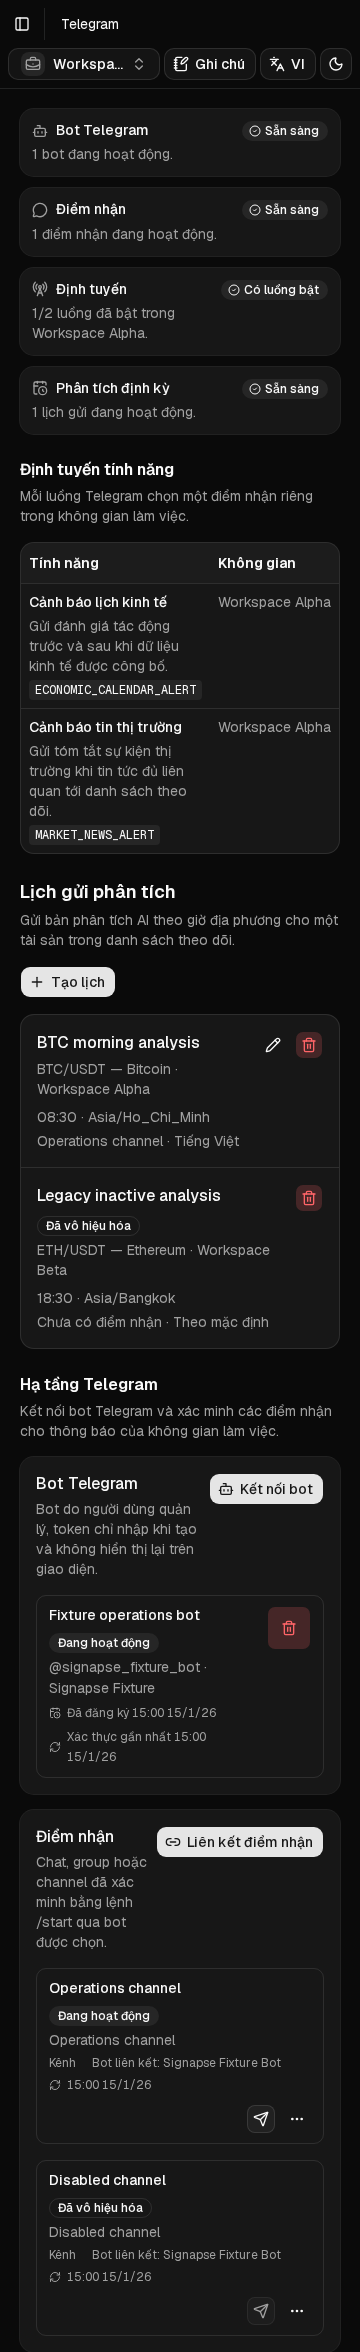 Telegram
Workspa...
Ghi chú
VI
Bot Telegram
Sẵn sàng
1 bot đang hoạt động.
Điểm nhận
Sẵn sàng
1 điểm nhận đang hoạt động.
Định tuyến
Có luồng bật
1/2 luồng đã bật trong
Workspace Alpha.
Phân tích định kỳ
Sẵn sàng
1 lịch gửi đang hoạt động.
Định tuyến tính năng
Mỗi luồng Telegram chọn một điểm nhận riêng
trong không gian làm việc.
Tính năng
Không gian
Cảnh báo lịch kinh tế
Workspace Alpha
Gửi đánh giá tác động
trước và sau khi dữ liệu
kinh tế được công bố.
ECONOMIC_CALENDAR_ALERT
Cảnh báo tin thị trường
Workspace Alpha
Gửi tóm tắt sự kiện thị
trường khi tin tức đủ liên
quan tới danh sách theo
dõi.
MARKET_NEWS_ALERT
Lịch gửi phân tích
Gửi bản phân tích AI theo giờ địa phương cho một
tài sản trong danh sách theo dõi.
Tạo lịch
BTC morning analysis
BTC/USDT — Bitcoin ·
Workspace Alpha
08:30 · Asia/Ho_Chi_Minh
Operations channel · Tiếng Việt
Legacy inactive analysis
Đã vô hiệu hóa
ETH/USDT — Ethereum · Workspace
Beta
18:30 · Asia/Bangkok
Chưa có điểm nhận · Theo mặc định
Hạ tầng Telegram
Kết nối bot Telegram và xác minh các điểm nhận
cho thông báo của không gian làm việc.
Bot Telegram
Kết nối bot
Bot do người dùng quản
lý, token chỉ nhập khi tạo
và không hiển thị lại trên
giao diện.
Fixture operations bot
Đang hoạt động
@signapse_fixture_bot ·
Signapse Fixture
Đã đăng ký 15:00 15/1/26
Xác thực gần nhất 15:00
15/1/26
Điểm nhận
Liên kết điểm nhận
Chat, group hoặc
channel đã xác
minh bằng lệnh
/start qua bot
được chọn.
Operations channel
Đang hoạt động
Operations channel
Kênh Bot liên kết: Signapse Fixture Bot
15:00 15/1/26
Disabled channel
Đã vô hiệu hóa
Disabled channel
Kênh Bot liên kết: Signapse Fixture Bot
15:00 15/1/26